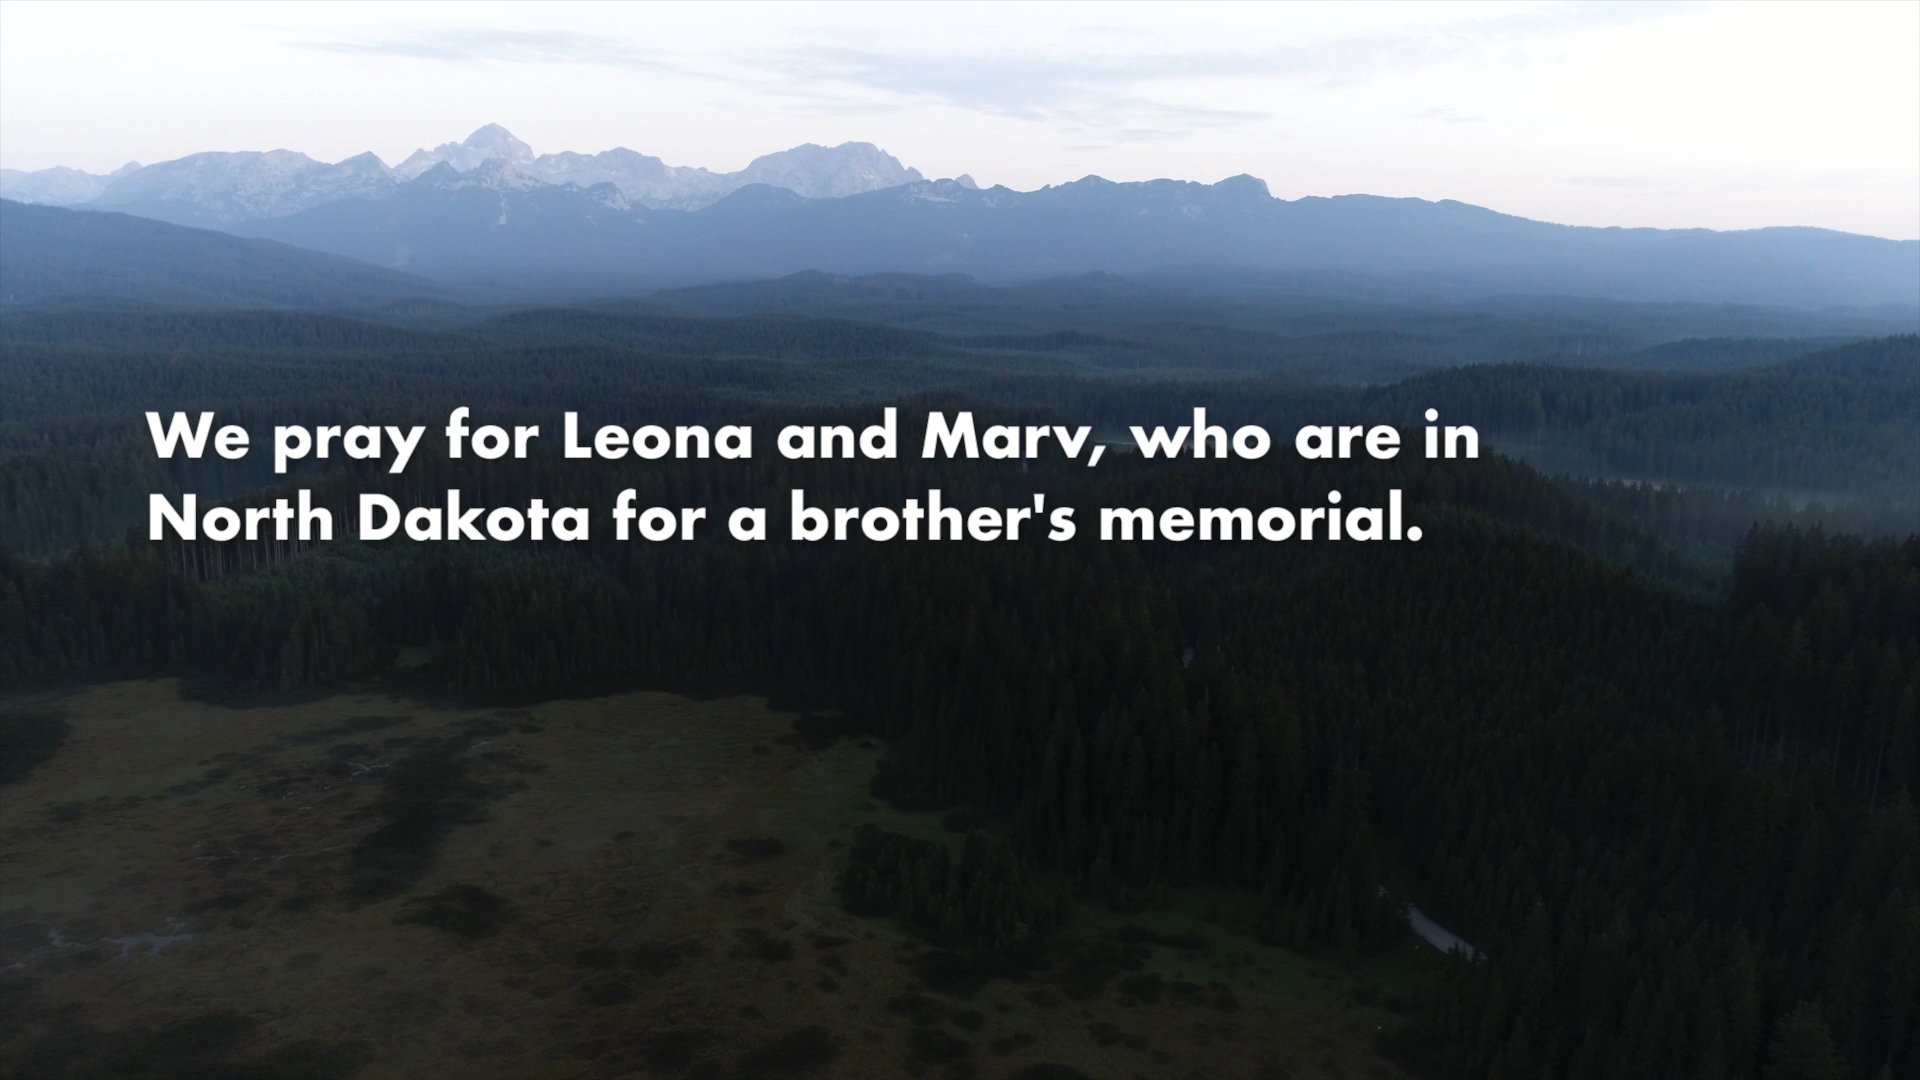 We pray for Leona and Marv, who are in
North Dakota for a brother's memorial.